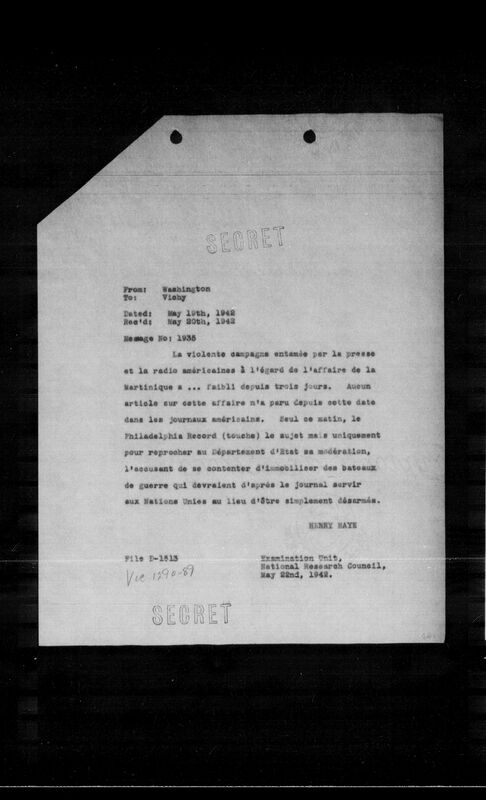 SECRET
From: Washington
To: Vichy
Dated: May 19th, 1942
Rec'd: May 20th, 1942
Message No: 1935
La violente campagne entamée par la presse
et la radio américaines à l'égard de l'affaire de la
Martinique a ... faibli depuis trois jours. Aucun
article sur cette affaire n'a paru depuis cette date
dans les journaux américains. Seul ce matin, le
Philadelphia Record (touche) le sujet mais uniquement
pour reprocher au Département d'Etat sa modération,
l'accusant de se contenter d'immobiliser des bateaux
de guerre qui devraient d'après le journal servir
aux Nations Unies au lieu d'être simplement désarmés.
HENRY HAYE
File D-1513
Examination Unit,
National Research Council,
May 22nd, 1942.
Vic 1290-89
SECRET